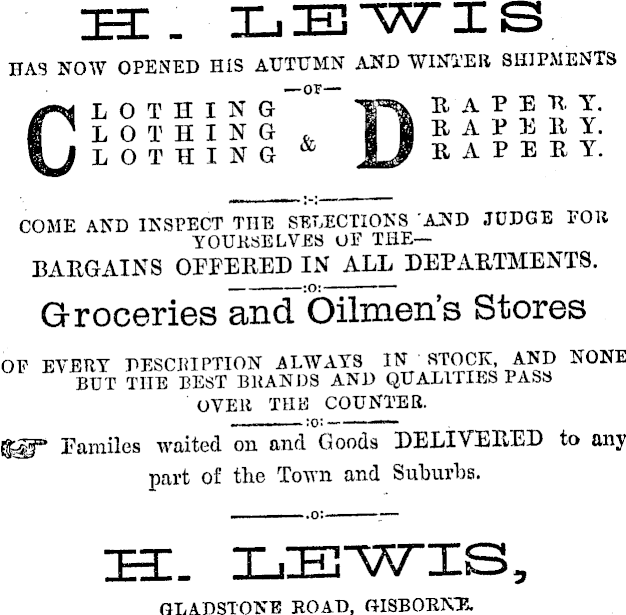 H. LEWIS
HAS NOW OPENED HIS AUTUMN AND WINTER SHIPMENTS
—OF—
CLOTHING & DRAPERY.
LOTHING RAPERY.
LOTHING RAPERY.
COME AND INSPECT THE SELECTIONS AND JUDGE FOR
YOURSELVES OF THE—
BARGAINS OFFERED IN ALL DEPARTMENTS.
Groceries and Oilmen's Stores
OF EVERY DESCRIPTION ALWAYS IN STOCK, AND NONE
BUT THE BEST BRANDS AND QUALITIES PASS
OVER THE COUNTER.
Familes waited on and Goods DELIVERED to any
part of the Town and Suburbs.
H. LEWIS,
GLADSTONE ROAD, GISBORNE.